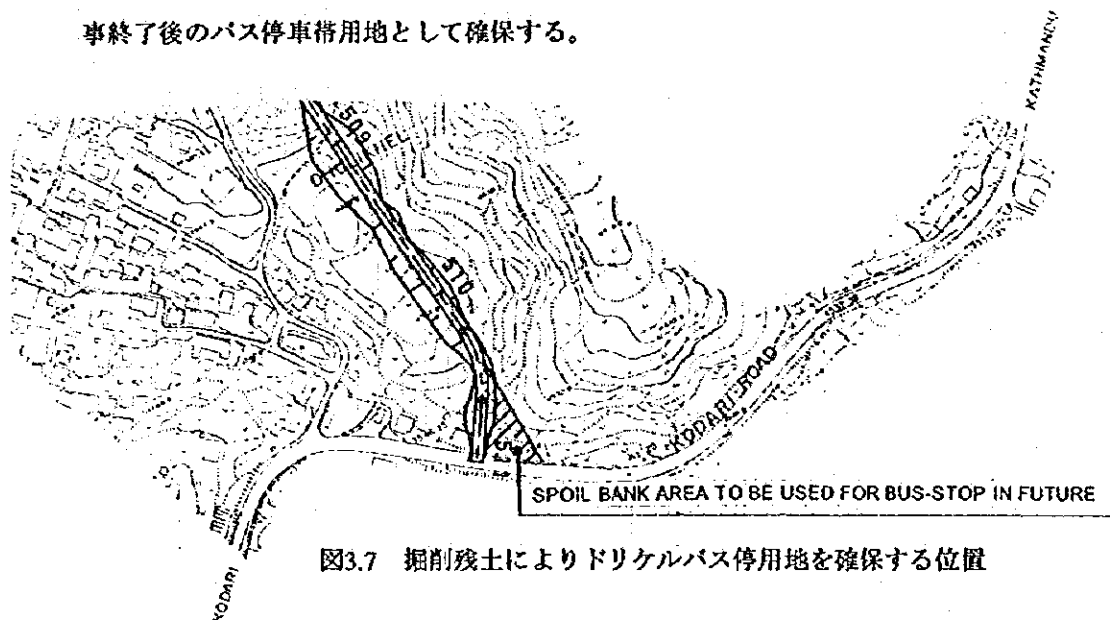 事終了後のバス停車帯用地として確保する。
KATHMANDU
509
510
KODARI ROAD
SPOIL BANK AREA TO BE USED FOR BUS-STOP IN FUTURE
図3.7 掘削残土によりドリケルバス停用地を確保する位置
KODARI